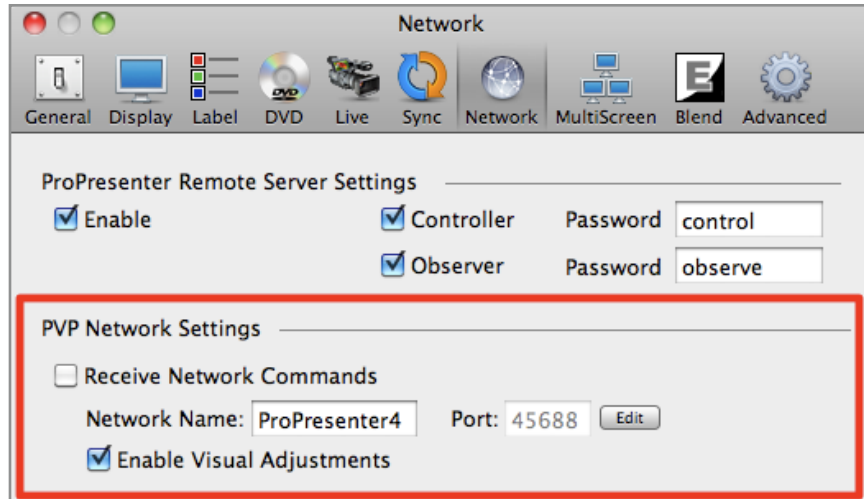 Network
General Display Label DVD Live Sync Network MultiScreen Blend Advanced
ProPresenter Remote Server Settings
Enable Controller Password control
Observer Password observe
PVP Network Settings
Receive Network Commands
Network Name: ProPresenter4 Port: 45688 Edit
Enable Visual Adjustments